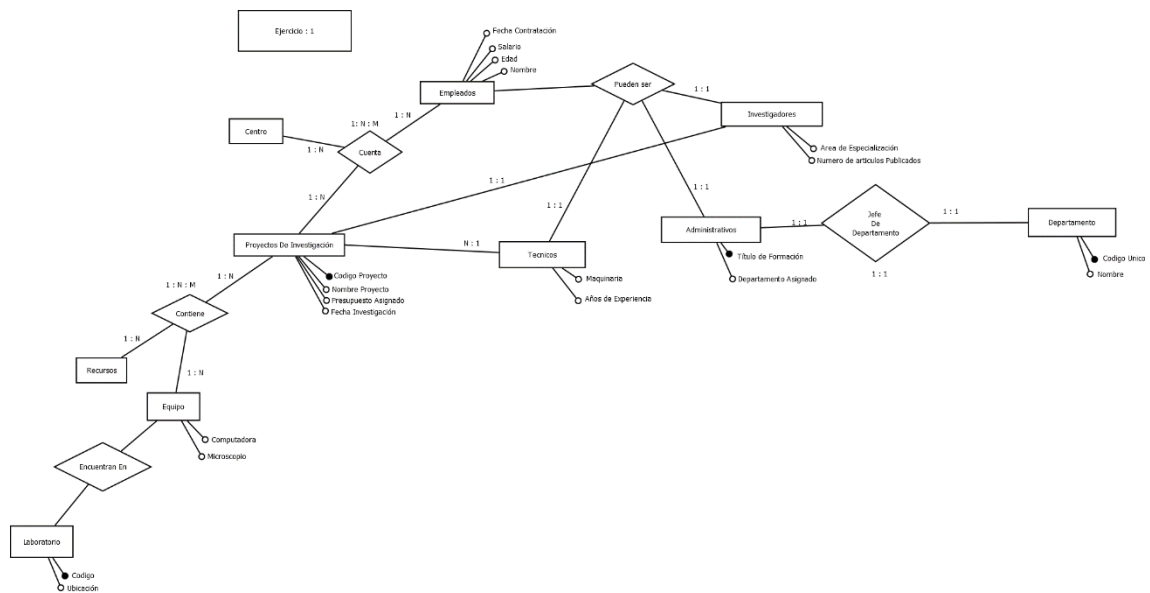 Ejercicio : 1
Fecha Contratación
Salario
Edad
Nombre
Empleados
Pueden ser
1 : 1
Investigadores
Area de Especialización
Numero de articulos Publicados
Centro
1: N : M
1 : N
1 : N
Cuenta
1 : N
1 : 1
1 : 1
1 : 1
Proyectos De Investigación
N : 1
Tecnicos
Administrativos
1 : 1
Jefe
De
Departamento
1 : 1
1 : 1
Departamento
Codigo Unico
Nombre
Título de Formación
Departamento Asignado
Maquinaria
Años de Experiencia
Codigo Proyecto
Nombre Proyecto
Presupuesto Asignado
Fecha Investigación
1 : N
1 : N : M
Contiene
1 : N
Recursos
1 : N
Equipo
Computadora
Microscopio
Encuentran En
Laboratorio
Codigo
Ubicación